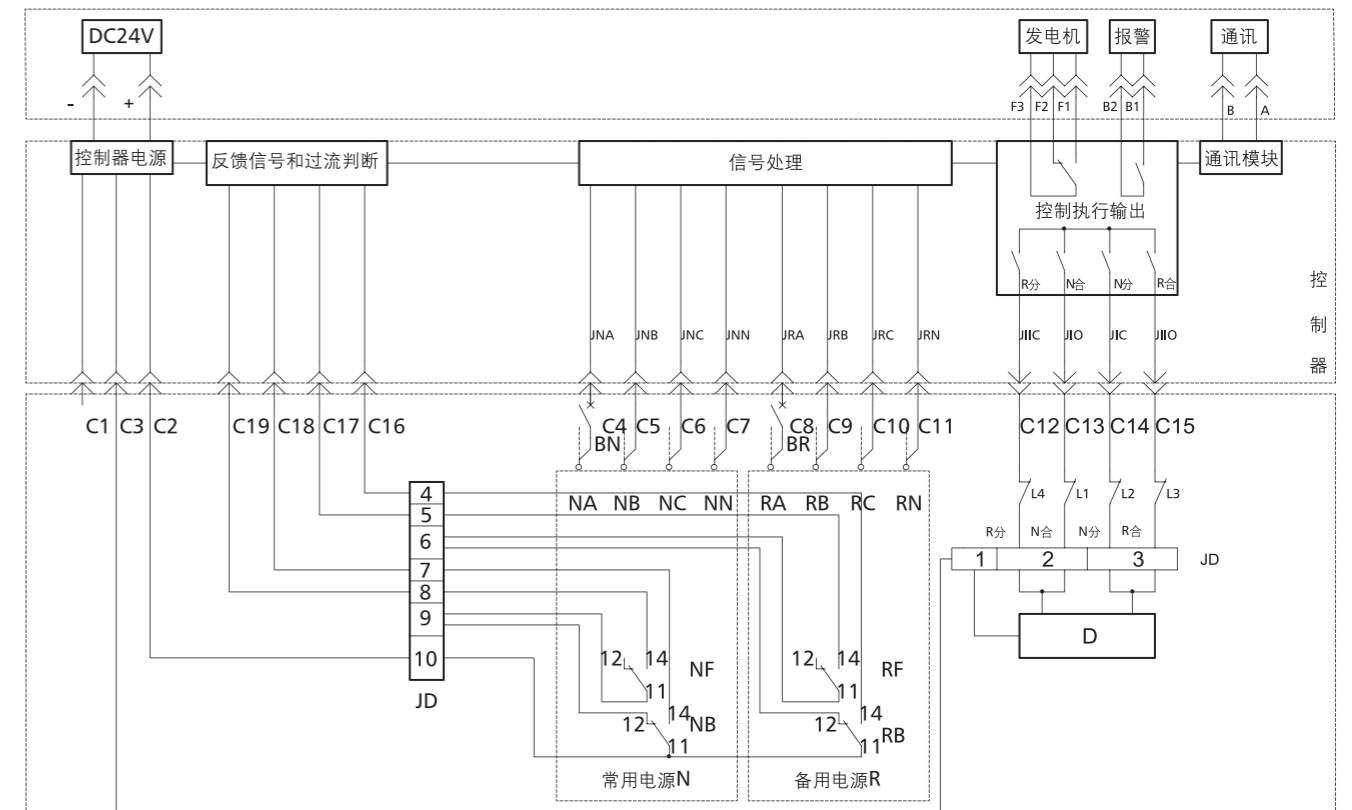 DC24V
发电机
报警
通讯
-
+
F3
F2
F1
B2
B1
B
A
控制器电源
反馈信号和过流判断
信号处理
通讯模块
控制执行输出
R分
N合
N分
R合
控
制
器
JNA
JNB
JNC
JNN
JRA
JRB
JRC
JRN
JIIC
JIO
JIC
JIIO
C1
C3
C2
C19
C18
C17
C16
C4
C5
C6
C7
C8
C9
C10
C11
C12
C13
C14
C15
BN
BR
L4
L1
L2
L3
NA
NB
NC
NN
RA
RB
RC
RN
R分
N合
N分
R合
1
2
3
JD
D
4
5
6
7
8
9
10
JD
12
14
11
NF
12
14
11
NB
12
14
11
RF
12
14
11
RB
常用电源N
备用电源R